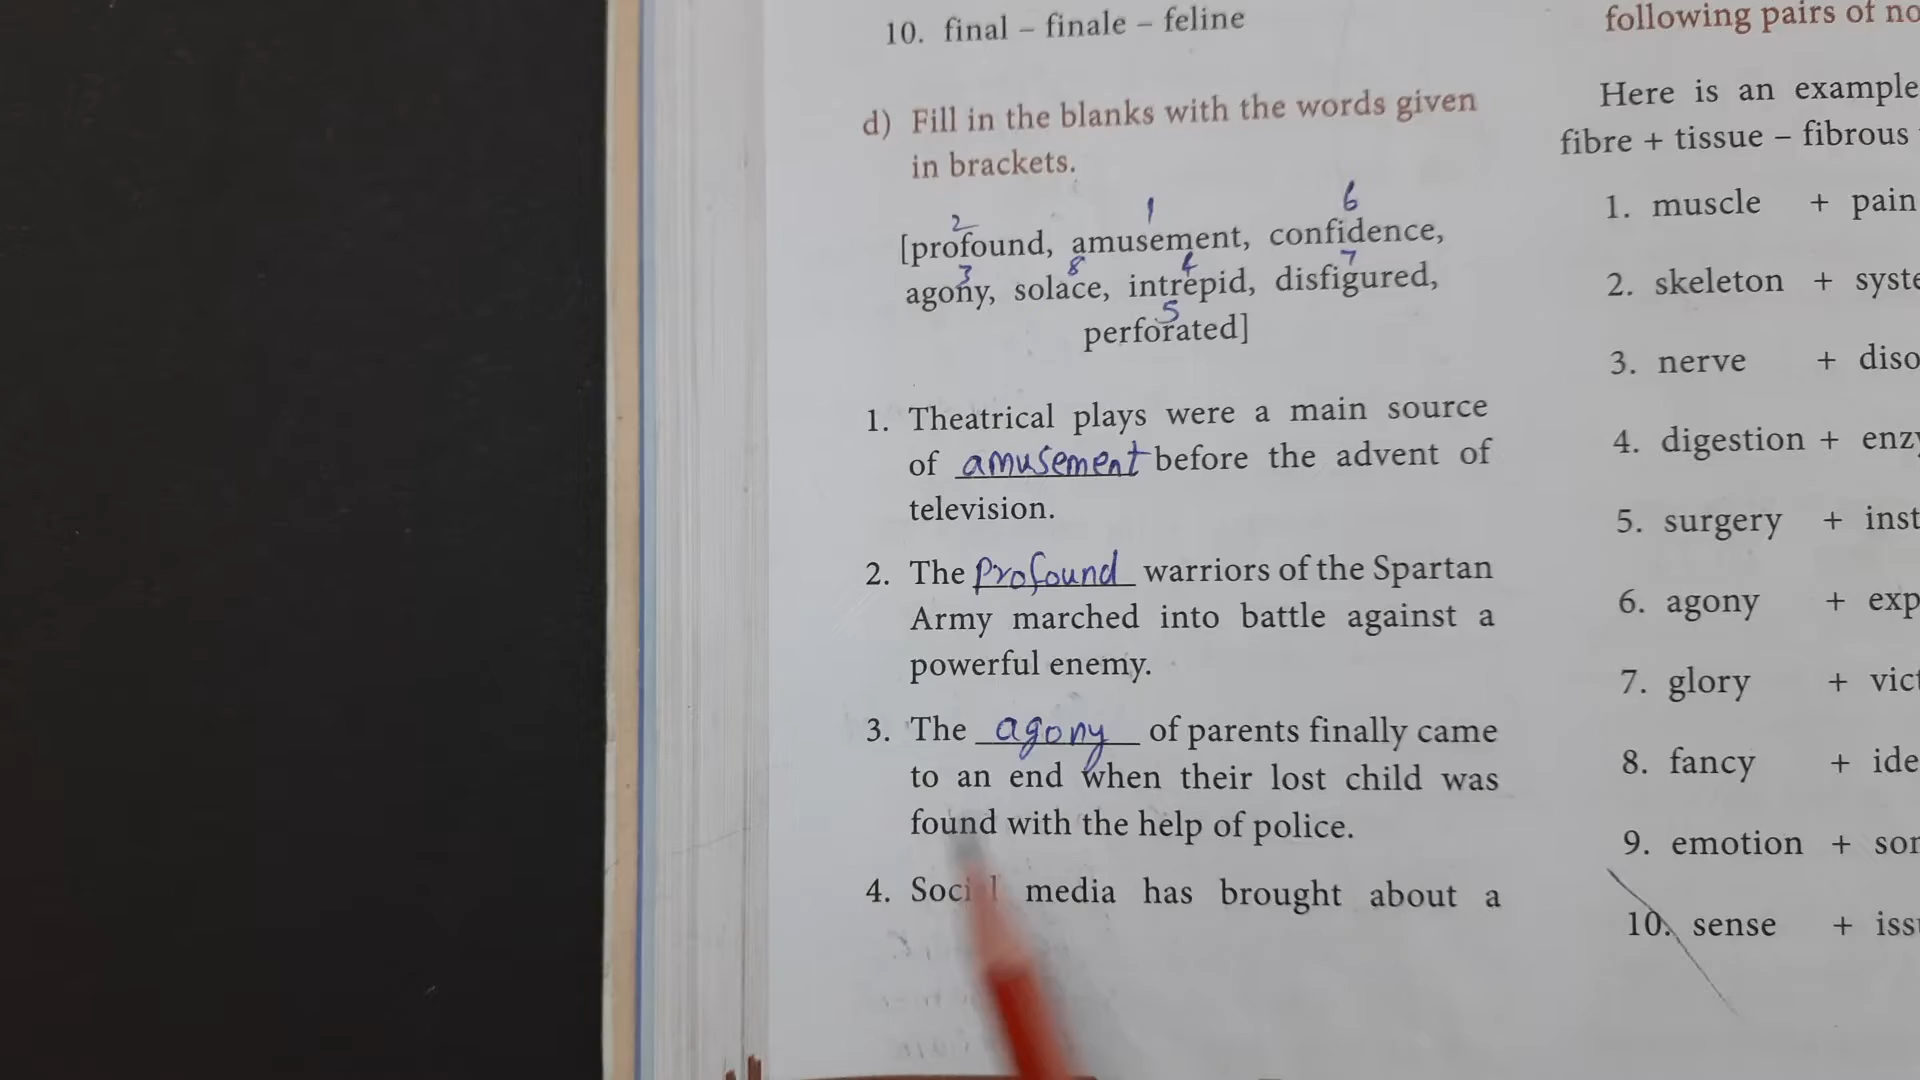 10. final – finale – feline
d) Fill in the blanks with the words given
in brackets.
2 1 6
[profound, amusement, confidence,
3 8 4 7
agony, solace, intrepid, disfigured,
5
perforated]
1. Theatrical plays were a main source
of amusement before the advent of
television.
2. The Profound warriors of the Spartan
Army marched into battle against a
powerful enemy.
3. The agony of parents finally came
to an end when their lost child was
found with the help of police.
4. Social media has brought about a
following pairs of no
Here is an example
fibre + tissue – fibrous
1. muscle + pain
2. skeleton + syste
3. nerve + diso
4. digestion + enzy
5. surgery + inst
6. agony + exp
7. glory + vict
8. fancy + ide
9. emotion + sor
10. sense + issu